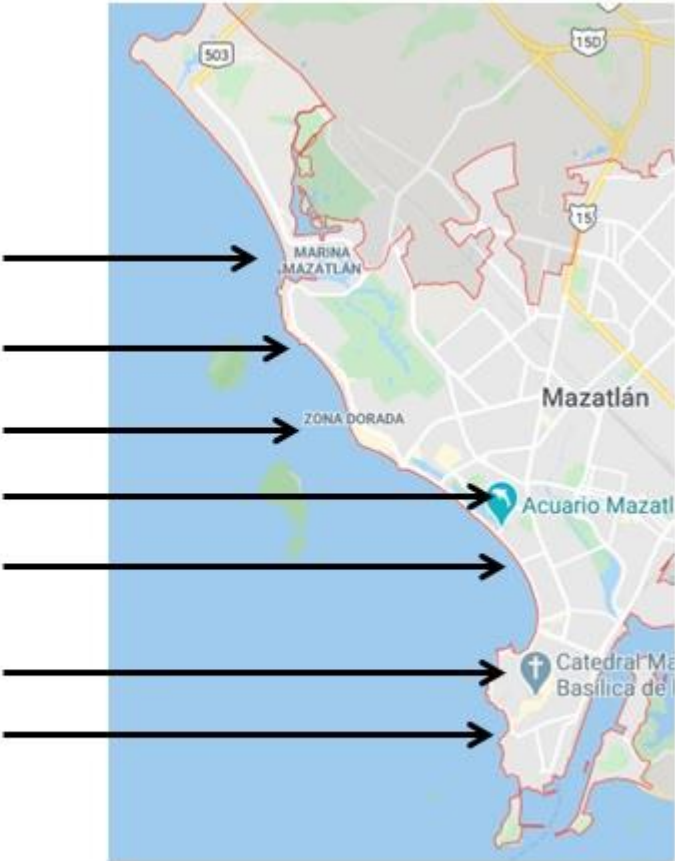 503
150
15
MARINA
MAZATLÁN
Mazatlán
ZONA DORADA
Acuario Mazatl
Catedral Ma
Basílica de